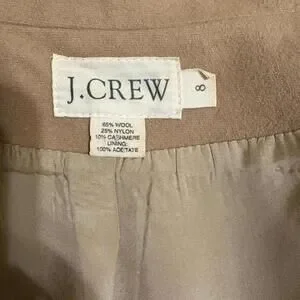 J.CREW
8
65% WOOL
25% NYLON
10% CASHMERE
LINING:
100% ACETATE